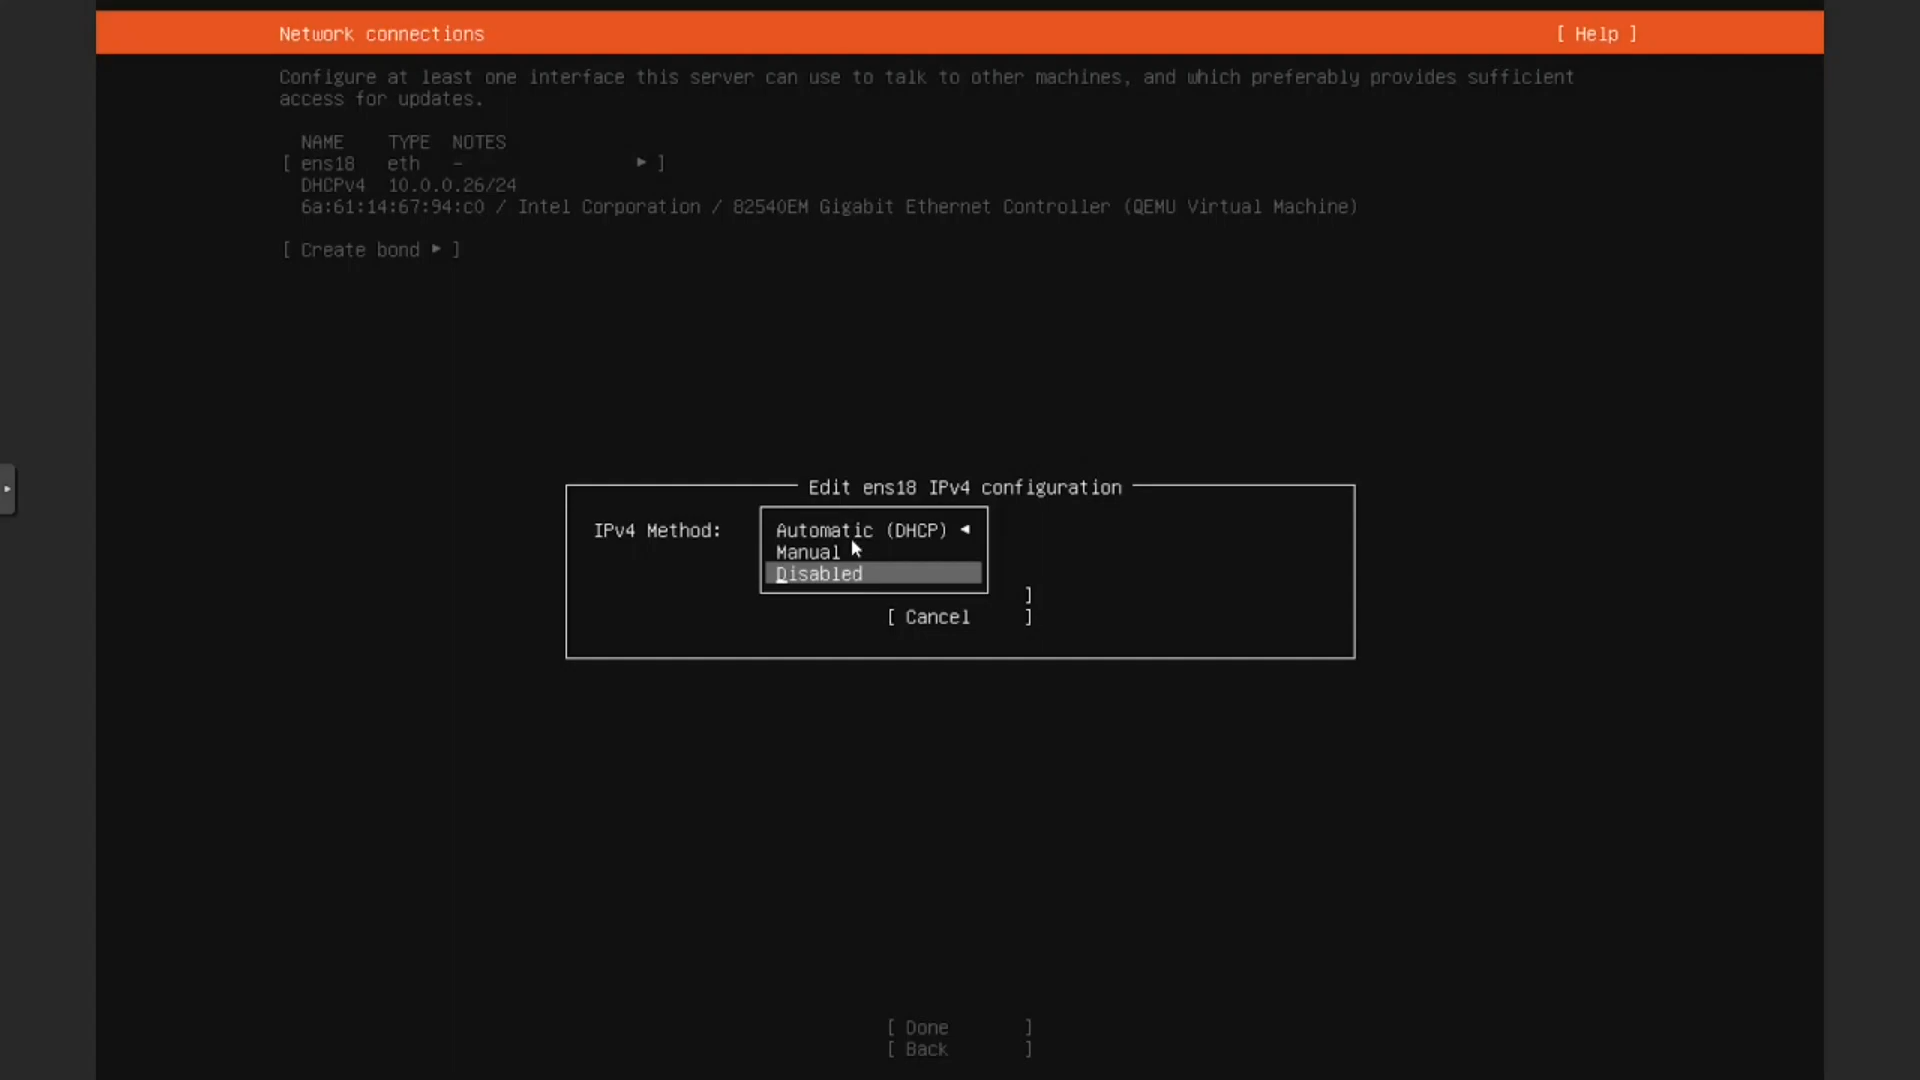 Network connections [ Help ]
Configure at least one interface this server can use to talk to other machines, and which preferably provides sufficient
access for updates.
NAME TYPE NOTES
[ ens18 eth - ▸ ]
DHCPv4 10.0.0.26/24
6a:61:14:67:94:c0 / Intel Corporation / 82540EM Gigabit Ethernet Controller (QEMU Virtual Machine)
[ Create bond ▸ ]
Edit ens18 IPv4 configuration
IPv4 Method: Automatic (DHCP) ◂
Manual
Disabled
]
[ Cancel ]
[ Done ]
[ Back ]